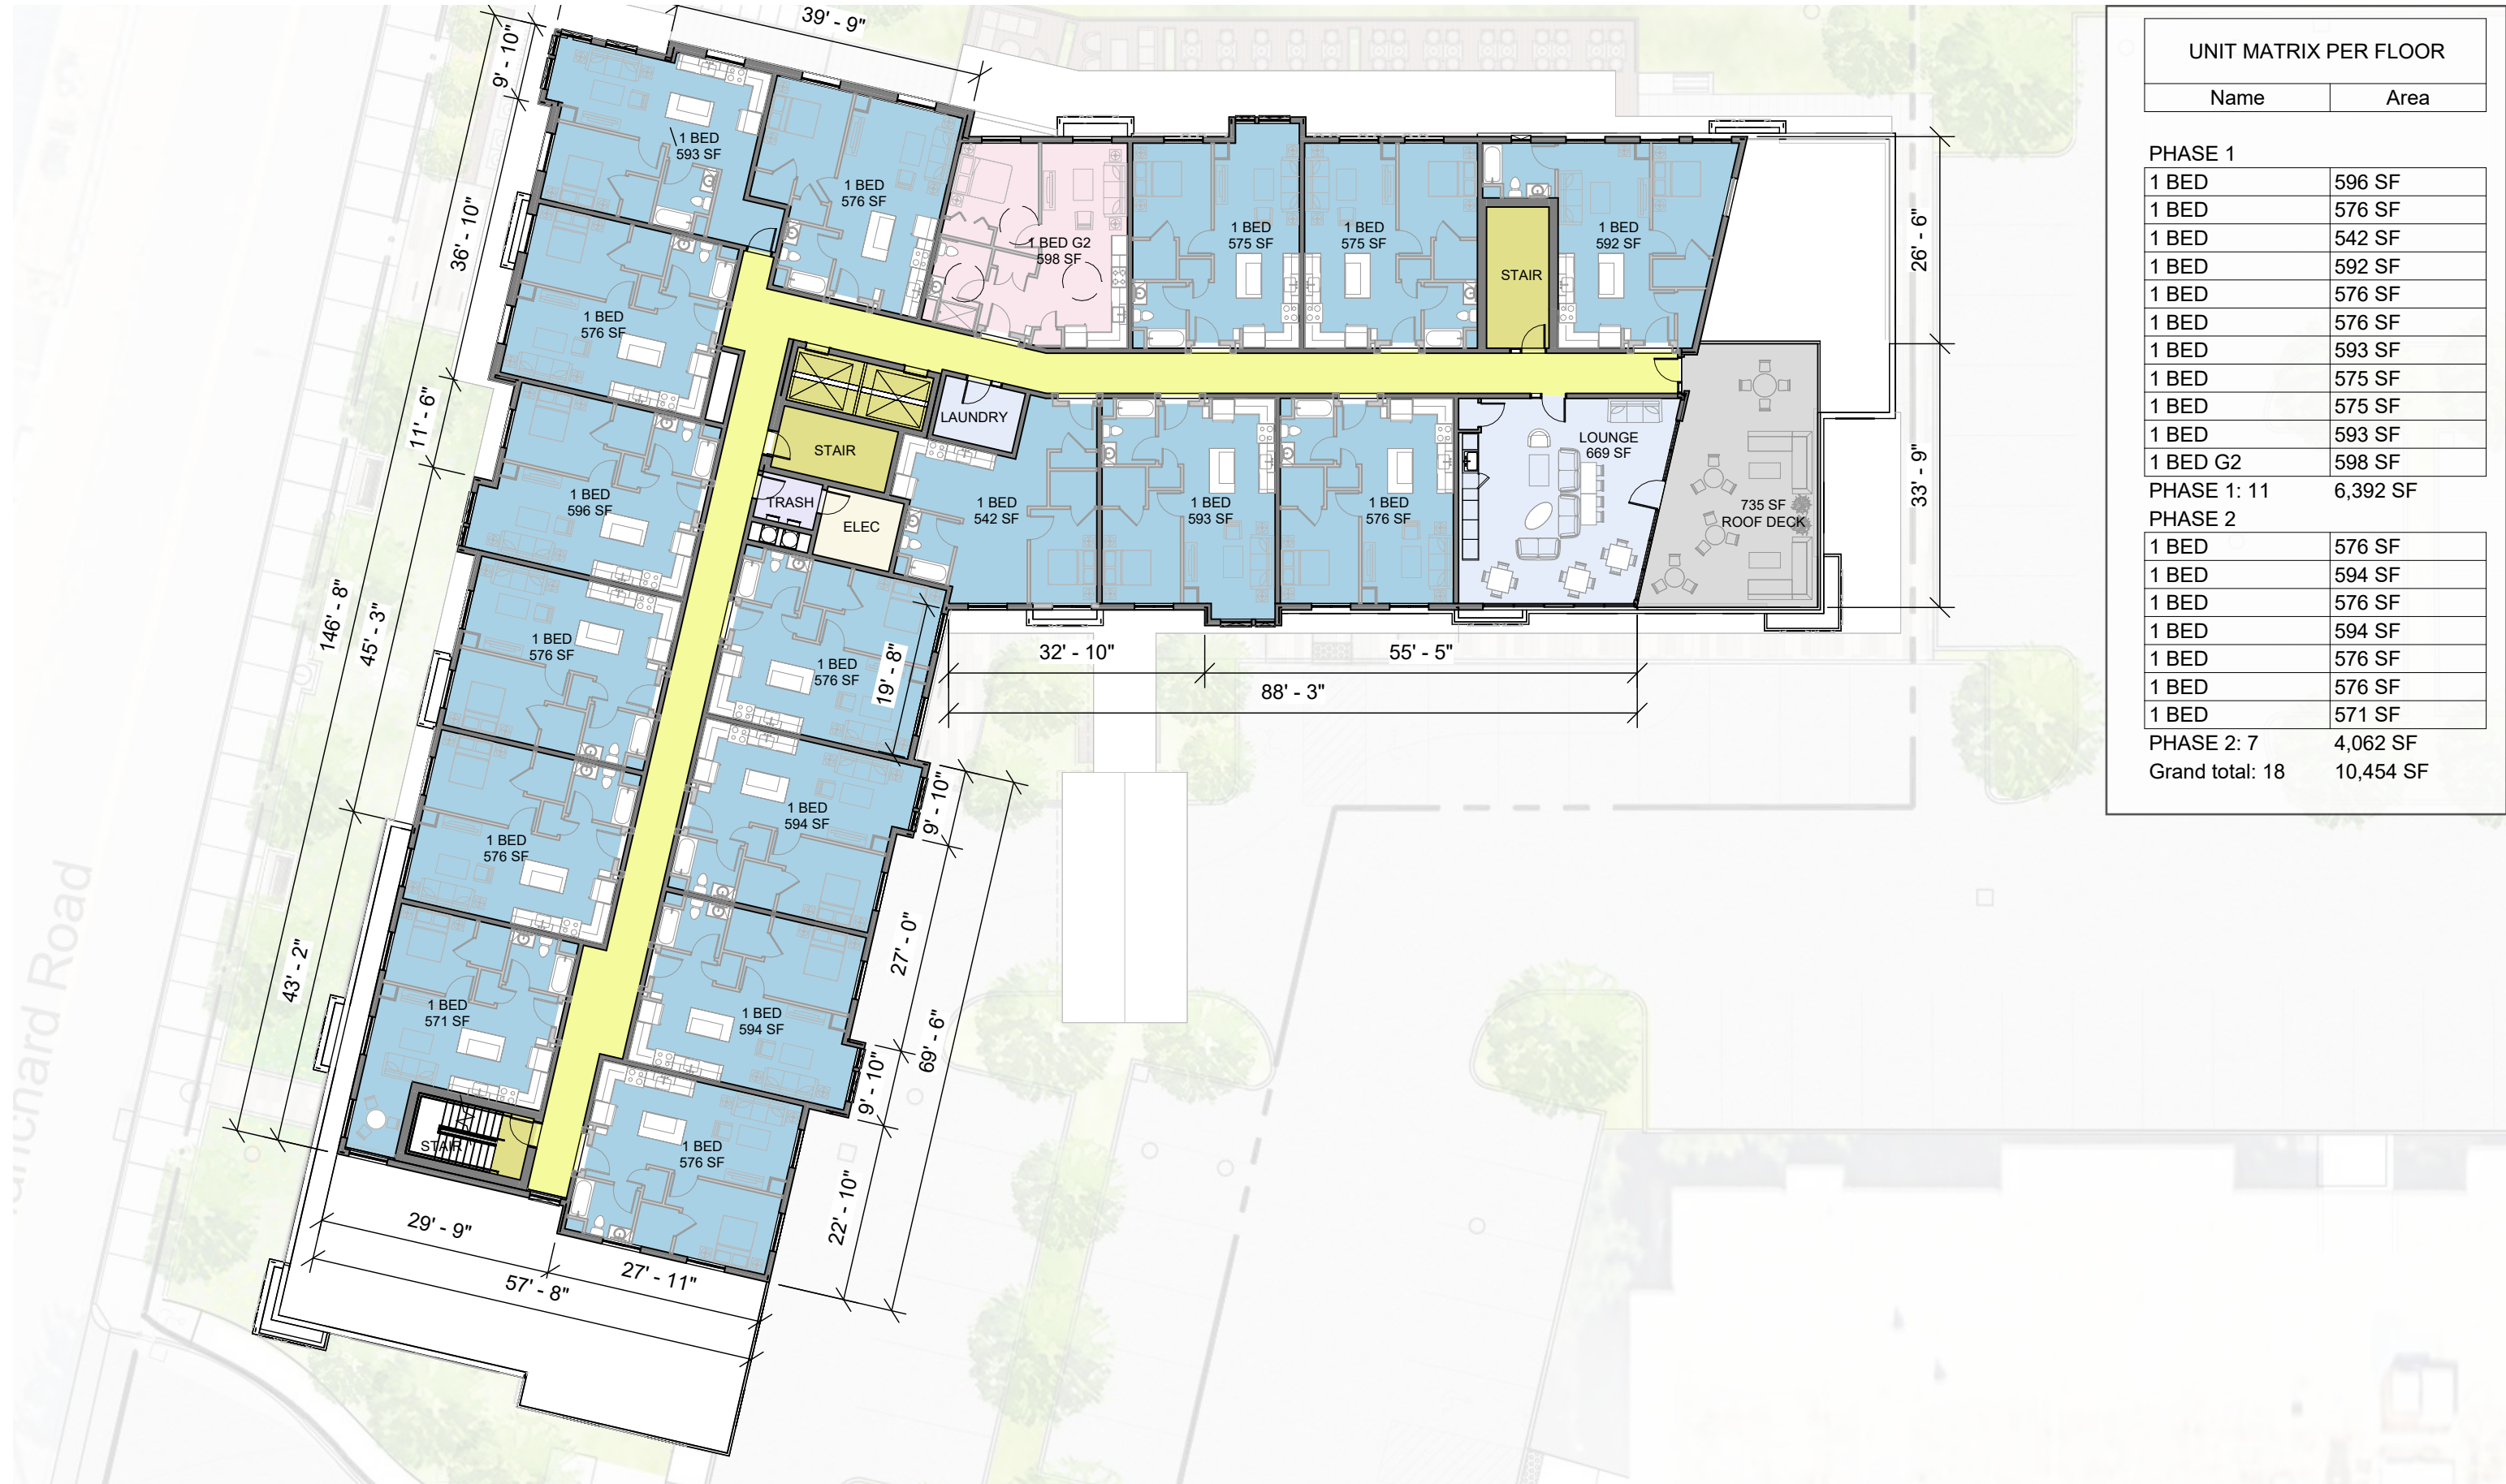 39' - 9"
9' - 10"
36' - 10"
11' - 6"
146' - 8"
45' - 3"
43' - 2"
1 BED
593 SF
1 BED
576 SF
1 BED G2
598 SF
1 BED
575 SF
1 BED
575 SF
STAIR
1 BED
592 SF
26' - 6"
33' - 9"
1 BED
576 SF
LAUNDRY
STAIR
TRASH
ELEC
1 BED
542 SF
1 BED
593 SF
1 BED
576 SF
LOUNGE
669 SF
735 SF
ROOF DECK
1 BED
596 SF
1 BED
576 SF
1 BED
576 SF
19' - 8"
32' - 10"
55' - 5"
88' - 3"
1 BED
594 SF
9' - 10"
1 BED
576 SF
27' - 0"
69' - 6"
1 BED
571 SF
1 BED
594 SF
9' - 10"
STAIR
1 BED
576 SF
22' - 10"
29' - 9"
27' - 11"
57' - 8"
Road
UNIT MATRIX PER FLOOR
Name Area
PHASE 1
1 BED 596 SF
1 BED 576 SF
1 BED 542 SF
1 BED 592 SF
1 BED 576 SF
1 BED 576 SF
1 BED 593 SF
1 BED 575 SF
1 BED 575 SF
1 BED 593 SF
1 BED G2 598 SF
PHASE 1: 11 6,392 SF
PHASE 2
1 BED 576 SF
1 BED 594 SF
1 BED 576 SF
1 BED 594 SF
1 BED 576 SF
1 BED 576 SF
1 BED 571 SF
PHASE 2: 7 4,062 SF
Grand total: 18 10,454 SF